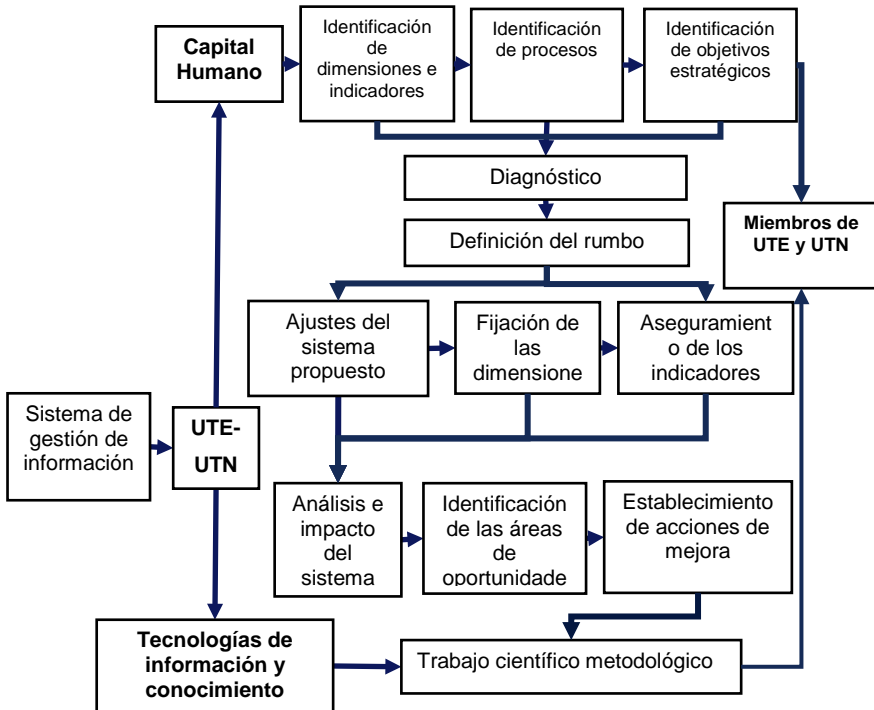 Capital
Humano
Identificación
de
dimensiones e
indicadores
Identificación
de procesos
Identificación
de objetivos
estratégicos
Diagnóstico
Definición del rumbo
Miembros de
UTE y UTN
Ajustes del
sistema
propuesto
Fijación de
las
dimensione
Aseguramient
o de los
indicadores
Sistema de
gestión de
información
UTE-
UTN
Análisis e
impacto del
sistema
Identificación
de las áreas
de
oportunidade
Establecimiento
de acciones de
mejora
Tecnologías de
información y
conocimiento
Trabajo científico metodológico